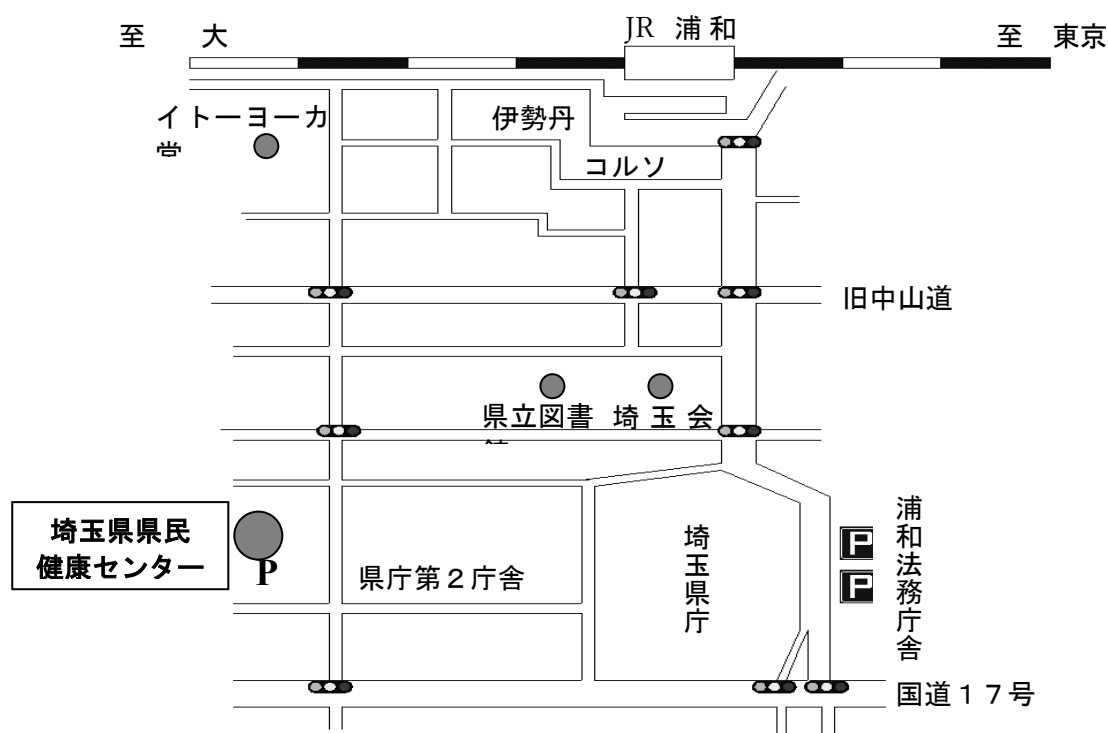 至 大
JR 浦和
至 東京
イトーヨーカ
伊勢丹
コルソ
旧中山道
県立図書
埼玉会
埼玉県県民
健康センター
P
県庁第２庁舎
埼玉県庁
P
P
浦和法務庁舎
国道１７号